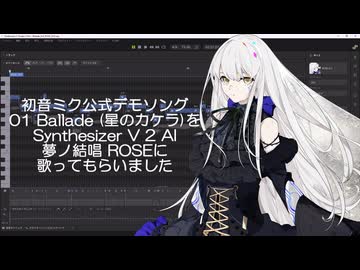 初音ミク公式デモソング
01 Ballade (星のカケラ)を
Synthesizer V 2 AI
夢ノ結唱 ROSEに
歌ってもらいました